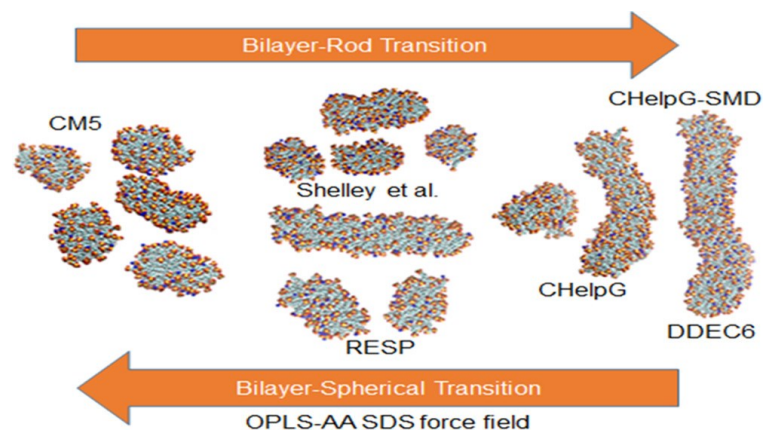 Bilayer-Rod Transition
CHelpG-SMD
CM5
Shelley et al.
CHelpG
DDEC6
RESP
Bilayer-Spherical Transition
OPLS-AA SDS force field